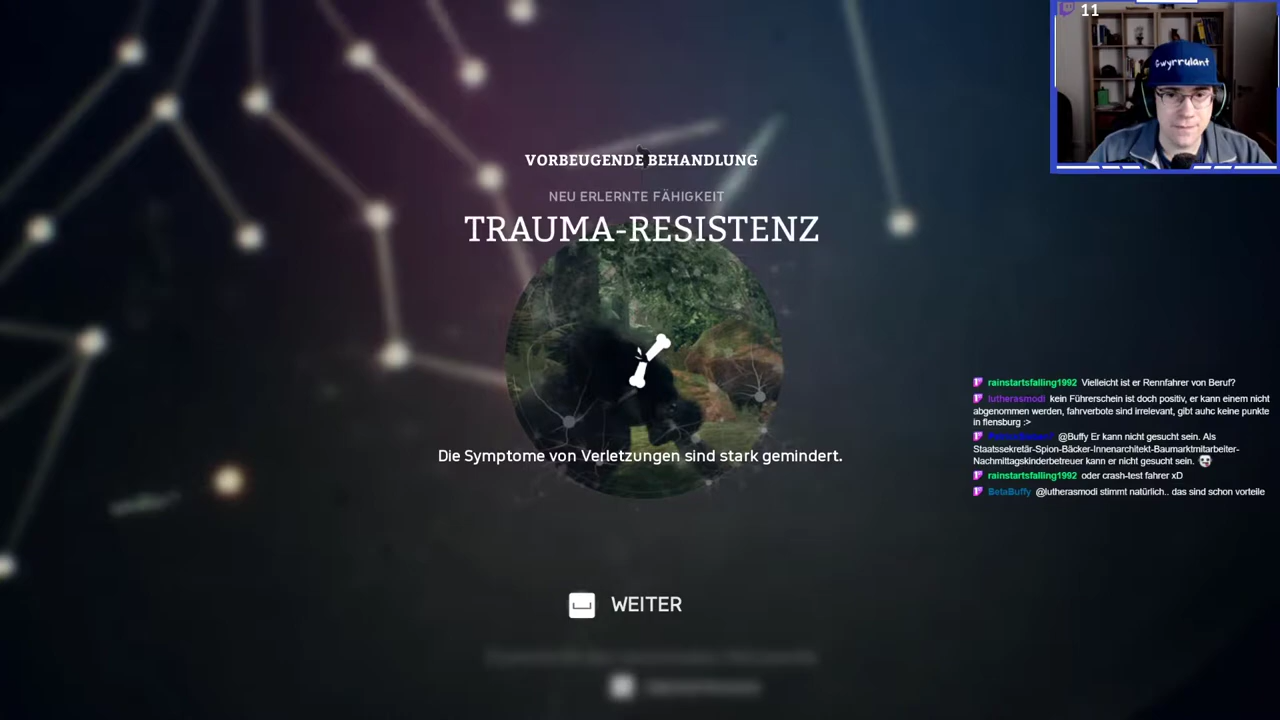 11
Gwyrrulant
VORBEUGENDE BEHANDLUNG
NEU ERLERNTE FÄHIGKEIT
TRAUMA-RESISTENZ
Die Symptome von Verletzungen sind stark gemindert.
WEITER
rainstartsfalling1992 Vielleicht ist er Rennfahrer von Beruf?
lutherasmodi kein Führerschein ist doch positiv, er kann einem nicht
abgenommen werden, fahrverbote sind irrelevant, gibt auhc keine punkte
in flensburg :>
@Buffy Er kann nicht gesucht sein. Als
Staatssekretär-Spion-Bäcker-Innenarchitekt-Baumarktmitarbeiter-
Nachmittagskinderbetreuer kann er nicht gesucht sein.
rainstartsfalling1992 oder crash-test fahrer xD
BetaBuffy @lutherasmodi stimmt natürlich.. das sind schon vorteile